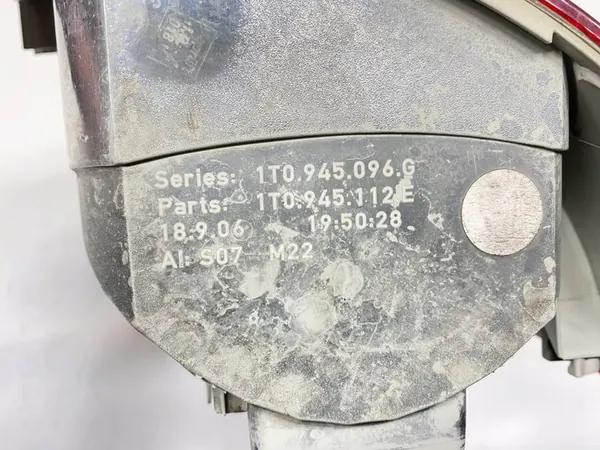 Series: 1T0.945.096.G
Parts: 1T0.945.112 E
18.9.06 19:50:28
AI: S07 M22